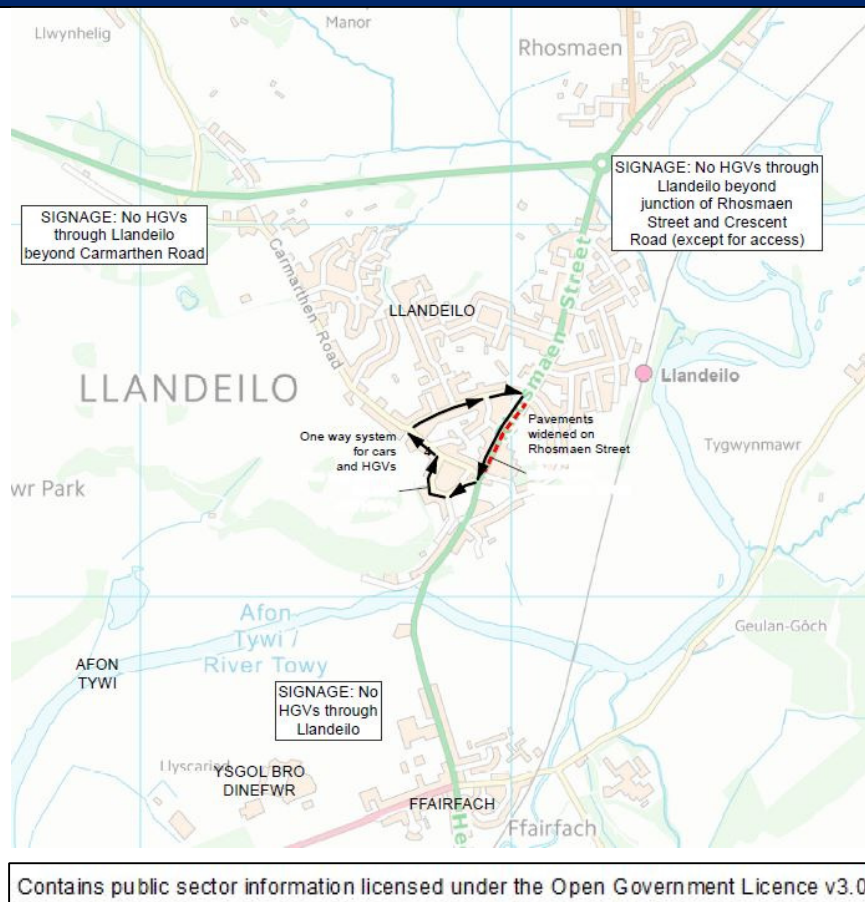 Manor
Llwynhelig
Rhosmaen
SIGNAGE: No HGVs through
Llandeilo beyond
junction of Rhosmaen
Street and Crescent
Road (except for access)
SIGNAGE: No HGVs
through Llandeilo
beyond Carmarthen Road
Carmarthen Road
LLANDEILO
Street
smaen
LLANDEILO
Llandeilo
One way system
for cars
and HGVs
Pavements
widened on
Rhosmaen Street
Tygwynmawr
wr Park
Afon
Tywi /
River Towy
Geulan-Gôch
AFON
TYWI
SIGNAGE: No
HGVs through
Llandeilo
YSGOL BRO
DINEFWR
FFAIRFACH
Ffairfach
He
Contains public sector information licensed under the Open Government Licence v3.0